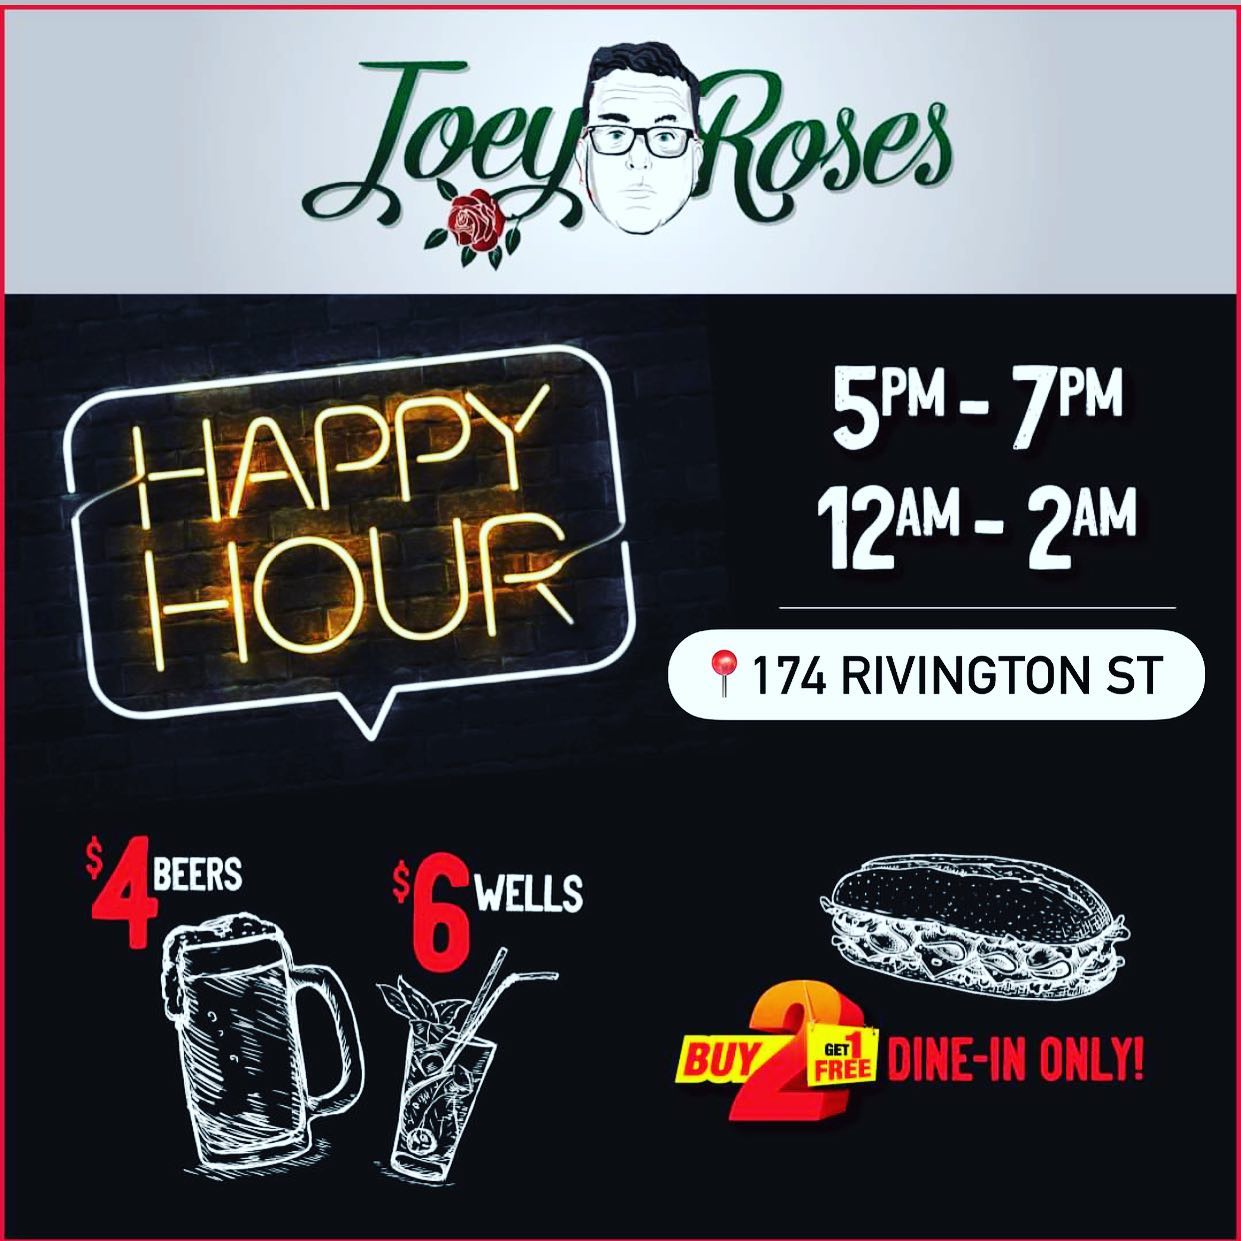 Joey Roses
HAPPY
HOUR
5PM - 7PM
12AM - 2AM
174 RIVINGTON ST
$4 BEERS
$6 WELLS
BUY 2 GET 1 FREE DINE-IN ONLY!